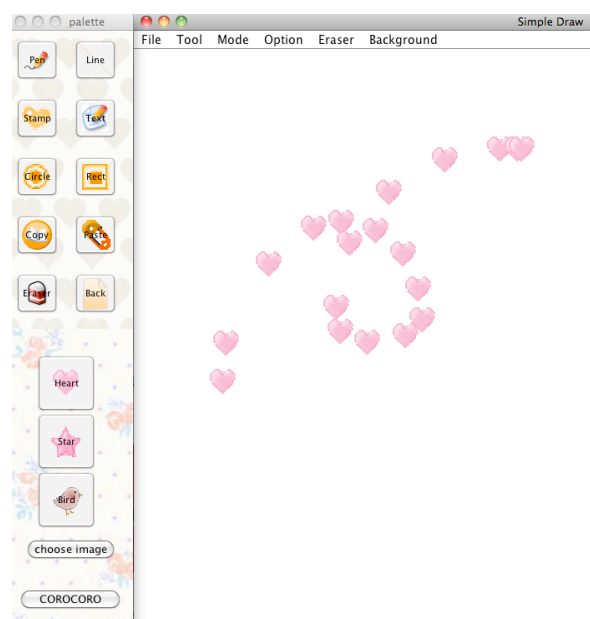 palette
Simple Draw
File Tool Mode Option Eraser Background
Pen
Line
Stamp
Text
Circle
Rect
Copy
Paste
Eraser
Back
Heart
Star
Bird
choose image
COROCORO